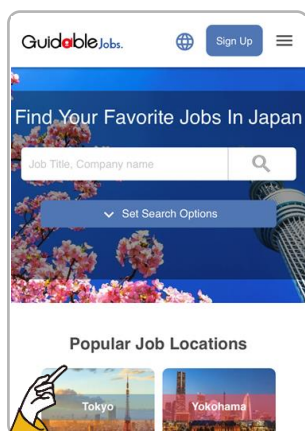 Guidable Jobs.
Sign Up
Find Your Favorite Jobs In Japan
Job Title, Company name
Set Search Options
Popular Job Locations
Tokyo
Yokohama